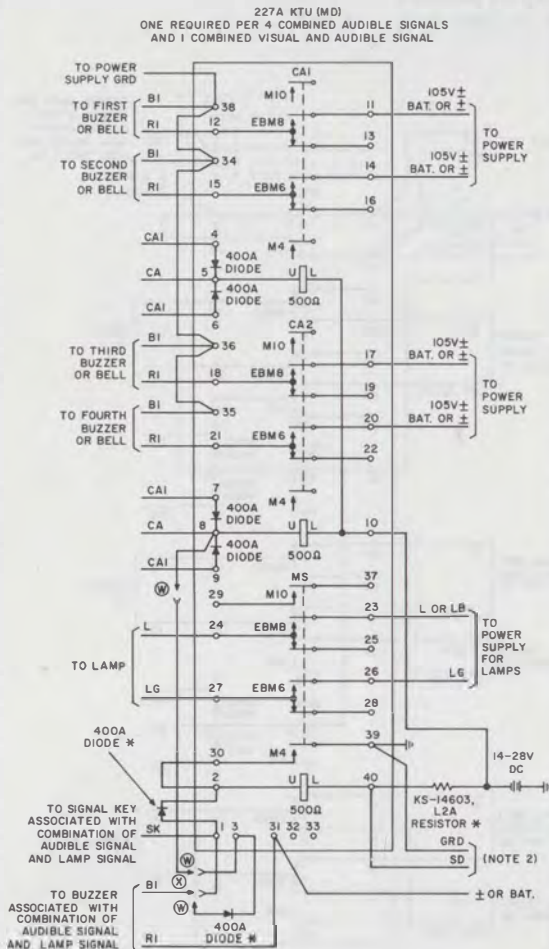 227A KTU (MD)
ONE REQUIRED PER 4 COMBINED AUDIBLE SIGNALS
AND 1 COMBINED VISUAL AND AUDIBLE SIGNAL
TO POWER
SUPPLY GRD
CA1
M10
B1
38
11
105V±
BAT. OR ±
TO FIRST
BUZZER
OR BELL
R1
12
EBM8
13
TO
POWER
SUPPLY
B1
34
14
105V±
BAT. OR ±
TO SECOND
BUZZER
OR BELL
R1
15
EBM6
16
CA1
4
M4
400A
DIODE
CA
5
U
L
400A
DIODE
500Ω
CA1
6
CA2
B1
36
M10
17
105V±
BAT. OR ±
TO THIRD
BUZZER
OR BELL
R1
18
EBM8
19
TO
POWER
SUPPLY
B1
35
20
105V±
BAT. OR ±
TO FOURTH
BUZZER
OR BELL
R1
21
EBM6
22
CA1
7
M4
400A
DIODE
CA
8
U
L
10
400A
DIODE
500Ω
CA1
9
MS
37
W
29
M10
23
L OR LB
L
24
EBM8
25
TO
POWER
SUPPLY
FOR
LAMPS
TO LAMP
26
LG
LG
27
EBM6
28
400A
DIODE *
30
M4
39
14-28V
DC
2
U
L
40
500Ω
KS-14603,
L2A
RESISTOR *
TO SIGNAL KEY
ASSOCIATED WITH
COMBINATION OF
AUDIBLE SIGNAL
AND LAMP SIGNAL
SK
1
3
31
32
33
GRD
SD
(NOTE 2)
W
X
W
TO BUZZER
ASSOCIATED WITH
COMBINATION OF
AUDIBLE SIGNAL
AND LAMP SIGNAL
B1
± OR BAT.
400A
DIODE *
R1